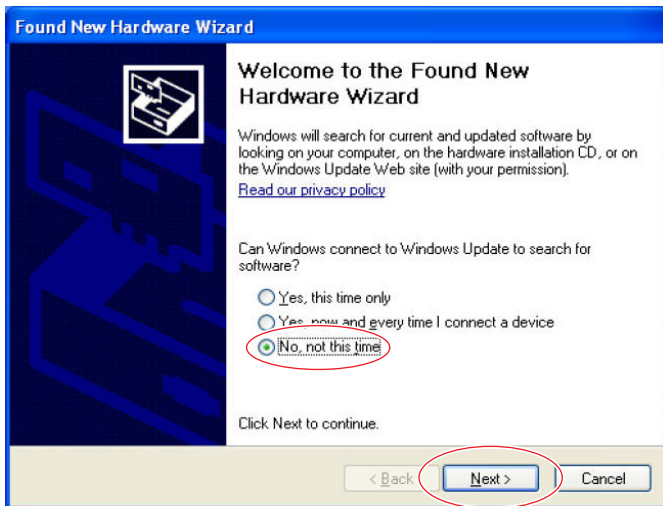 Found New Hardware Wizard
Welcome to the Found New
Hardware Wizard
Windows will search for current and updated software by
looking on your computer, on the hardware installation CD, or on
the Windows Update Web site (with your permission).
Read our privacy policy
Can Windows connect to Windows Update to search for
software?
Yes, this time only
Yes, now and every time I connect a device
No, not this time
Click Next to continue.
< Back
Next >
Cancel